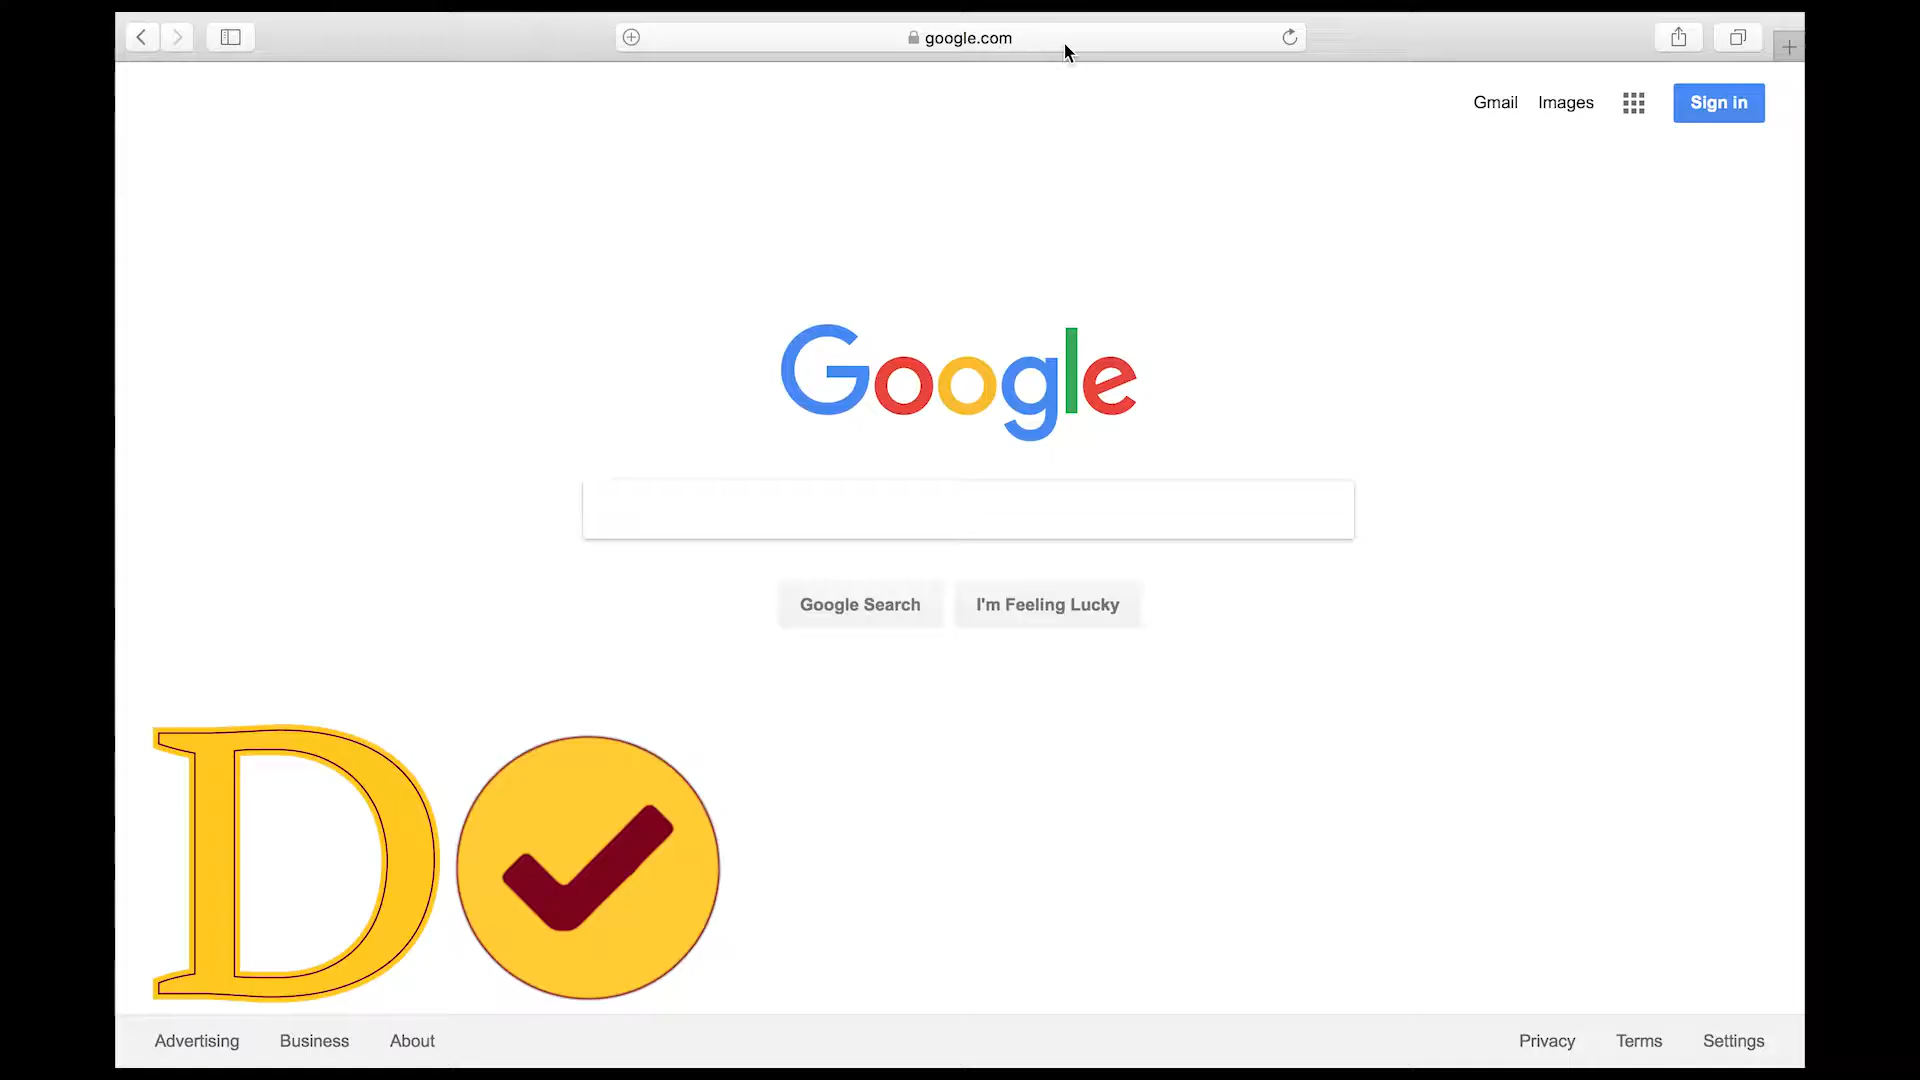 google.com
Gmail Images Sign in
Google
Google Search I'm Feeling Lucky
D
Advertising Business About Privacy Terms Settings